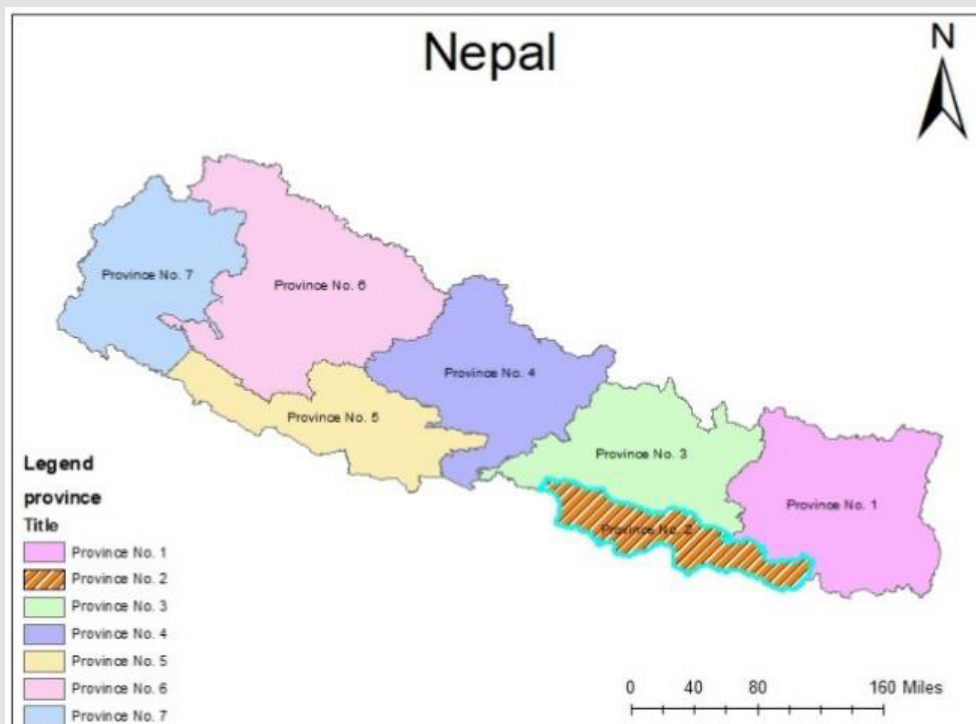 Nepal
N
Province No. 7
Province No. 6
Province No. 4
Province No. 5
Province No. 3
Province No. 1
Province No. 2
Legend
province
Title
Province No. 1
Province No. 2
Province No. 3
Province No. 4
Province No. 5
Province No. 6
Province No. 7
0 40 80 160 Miles